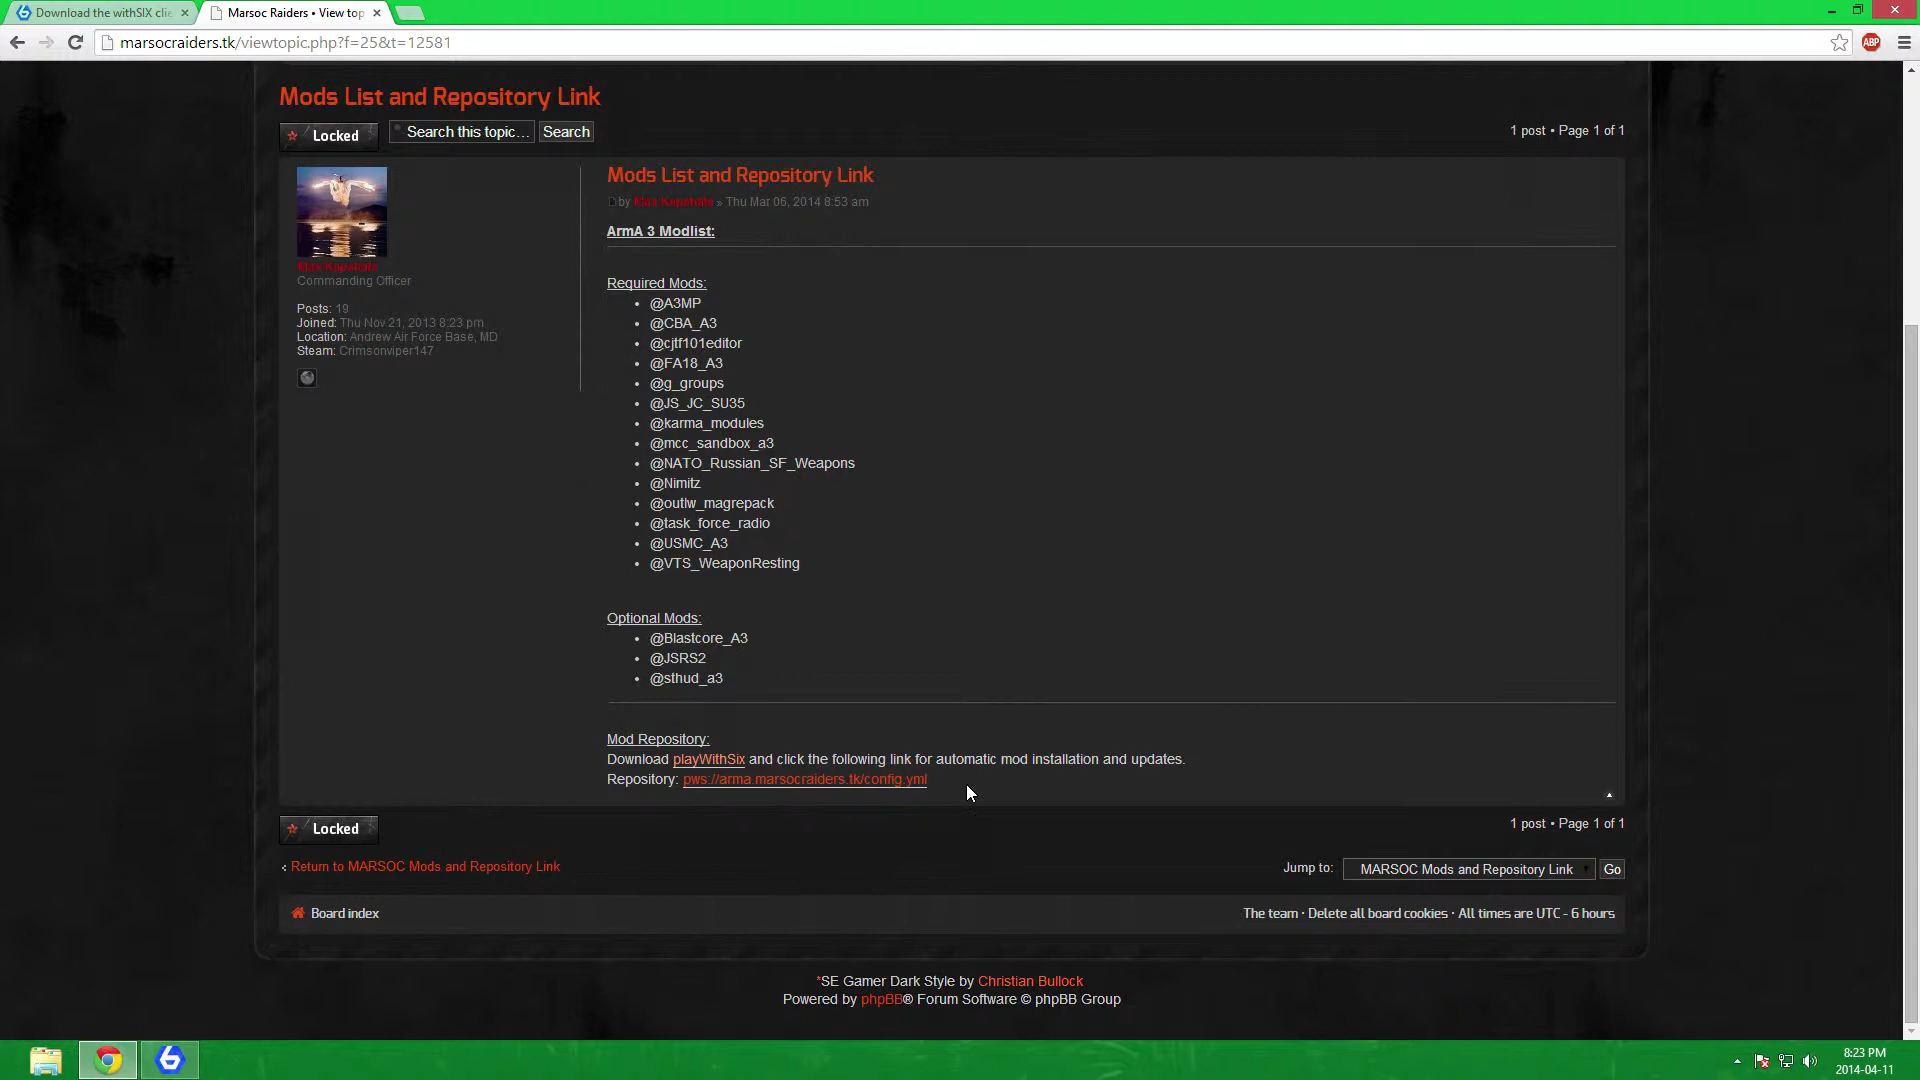 Download the withSIX clie
Marsoc Raiders • View top
marsocraiders.tk/viewtopic.php?f=25&t=12581
ABP
Mods List and Repository Link
Locked
Search this topic…
Search
1 post • Page 1 of 1
Mods List and Repository Link
by Max Kapahala » Thu Mar 06, 2014 8:53 am
ArmA 3 Modlist:
Max Kapahala
Commanding Officer
Posts: 19
Joined: Thu Nov 21, 2013 8:23 pm
Location: Andrew Air Force Base, MD
Steam: Crimsonviper147
Required Mods:
• @A3MP
• @CBA_A3
• @cjtf101editor
• @FA18_A3
• @g_groups
• @JS_JC_SU35
• @karma_modules
• @mcc_sandbox_a3
• @NATO_Russian_SF_Weapons
• @Nimitz
• @outlw_magrepack
• @task_force_radio
• @USMC_A3
• @VTS_WeaponResting
Optional Mods:
• @Blastcore_A3
• @JSRS2
• @sthud_a3
Mod Repository:
Download playWithSix and click the following link for automatic mod installation and updates.
Repository: pws://arma.marsocraiders.tk/config.yml
Locked
1 post • Page 1 of 1
Return to MARSOC Mods and Repository Link
Jump to:
MARSOC Mods and Repository Link
Go
Board index
The team • Delete all board cookies • All times are UTC - 6 hours
*SE Gamer Dark Style by Christian Bullock
Powered by phpBB® Forum Software © phpBB Group
8:23 PM
2014-04-11